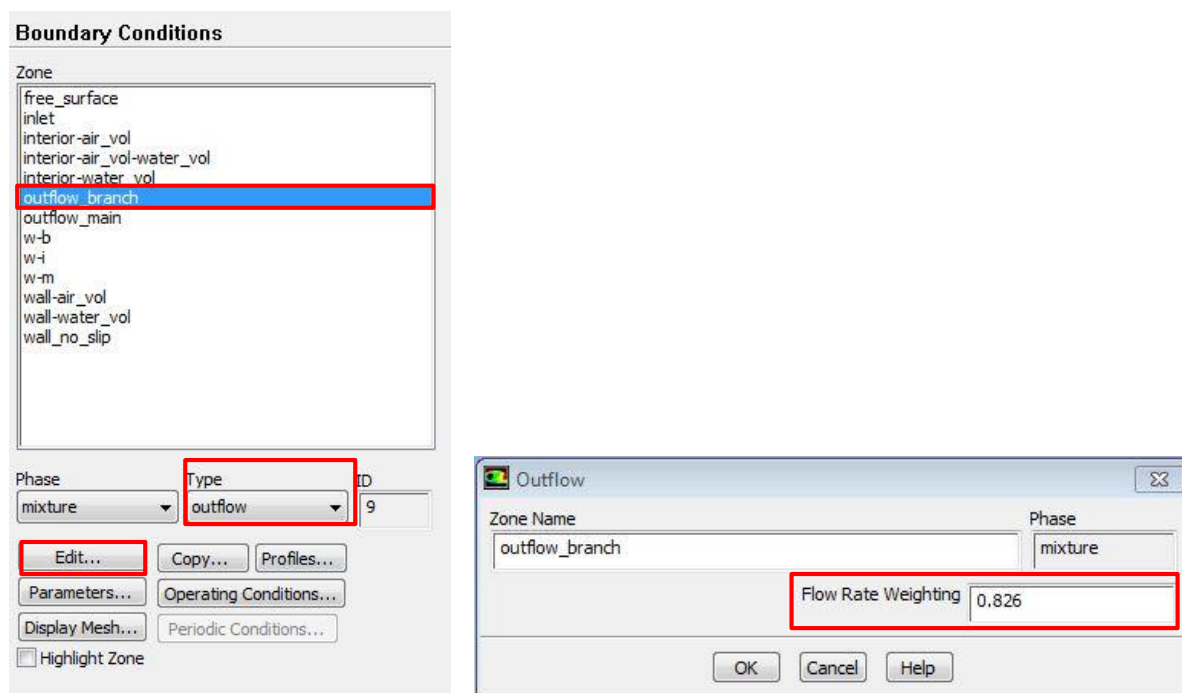 Boundary Conditions
Zone
free_surface
inlet
interior-air_vol
interior-air_vol-water_vol
interior-water_vol
outflow_branch
outflow_main
w-b
w-i
w-m
wall-air_vol
wall-water_vol
wall_no_slip
Phase Type ID
mixture outflow 9
Edit... Copy... Profiles...
Parameters... Operating Conditions...
Display Mesh... Periodic Conditions...
Highlight Zone
Outflow
Zone Name Phase
outflow_branch mixture
Flow Rate Weighting 0.826
OK Cancel Help